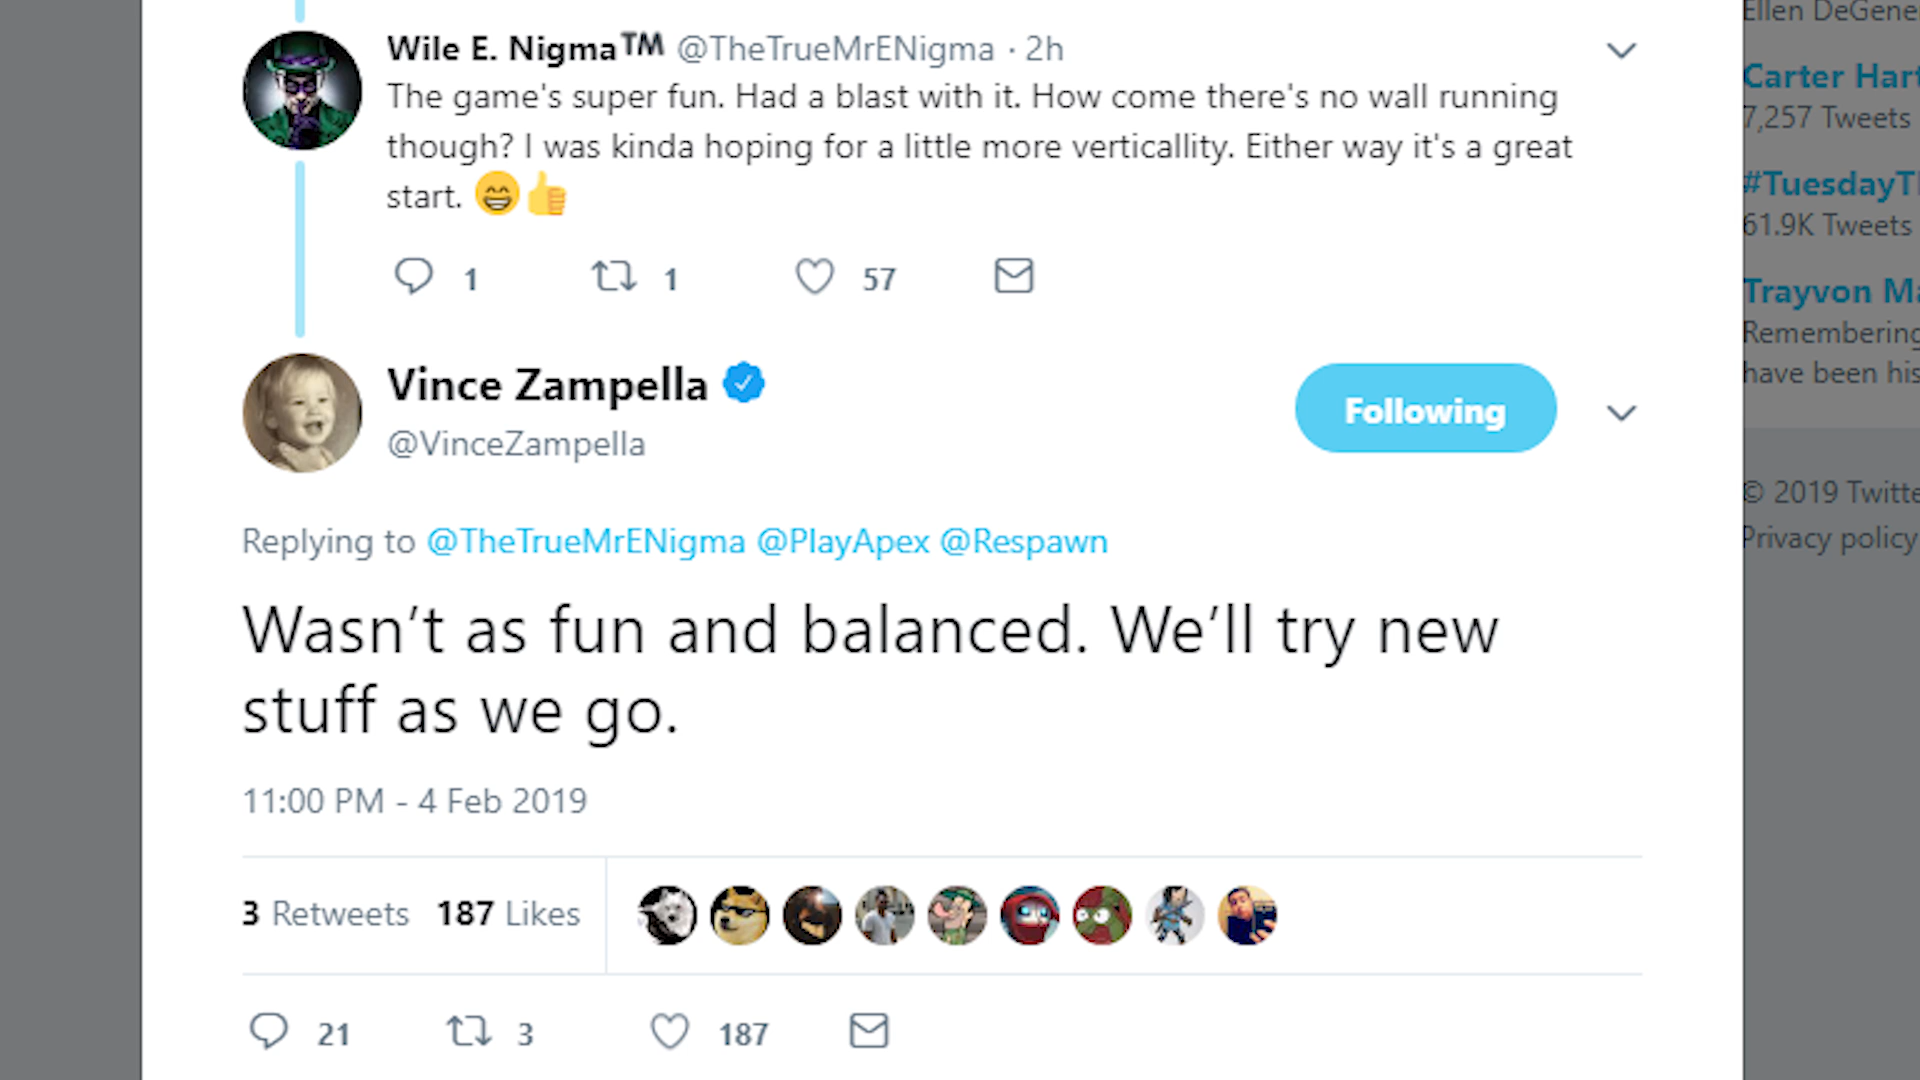 Wile E. Nigma™ @TheTrueMrENigma · 2h
The game's super fun. Had a blast with it. How come there's no wall running
though? I was kinda hoping for a little more verticallity. Either way it's a great
start. 😁👍
1 1 57
Vince Zampella
@VinceZampella
Following
Replying to @TheTrueMrENigma @PlayApex @Respawn
Wasn’t as fun and balanced. We’ll try new
stuff as we go.
11:00 PM - 4 Feb 2019
3 Retweets 187 Likes
21 3 187
Ellen DeGene
Carter Har
7,257 Tweets
#TuesdayT
61.9K Tweets
Trayvon Ma
Remembering
have been his
© 2019 Twitte
Privacy policy